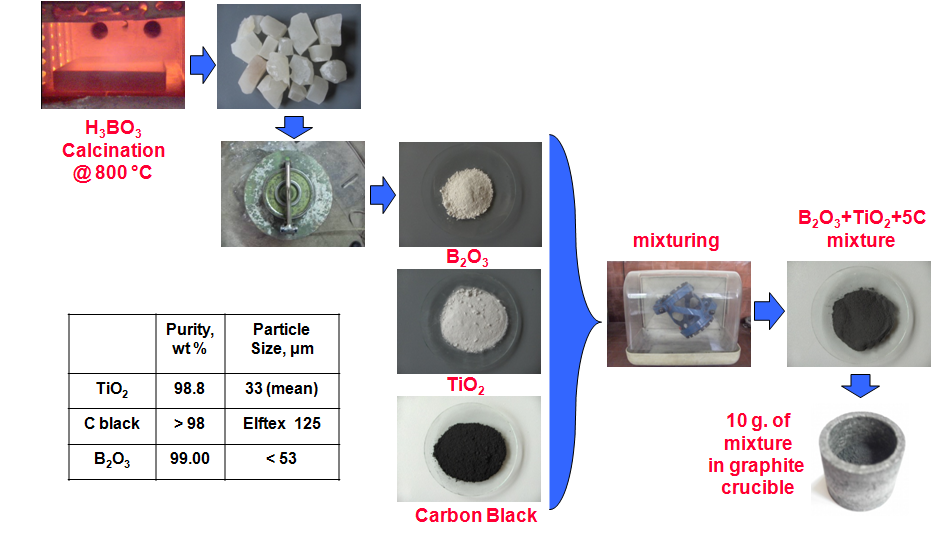 H₃BO₃
Calcination
@ 800 °C
B₂O₃
TiO₂
Carbon Black
mixturing
B₂O₃+TiO₂+5C
mixture
10 g. of
mixture
in graphite
crucible
Purity, wt % Particle Size, µm
TiO₂ 98.8 33 (mean)
C black > 98 Elftex 125
B₂O₃ 99.00 < 53